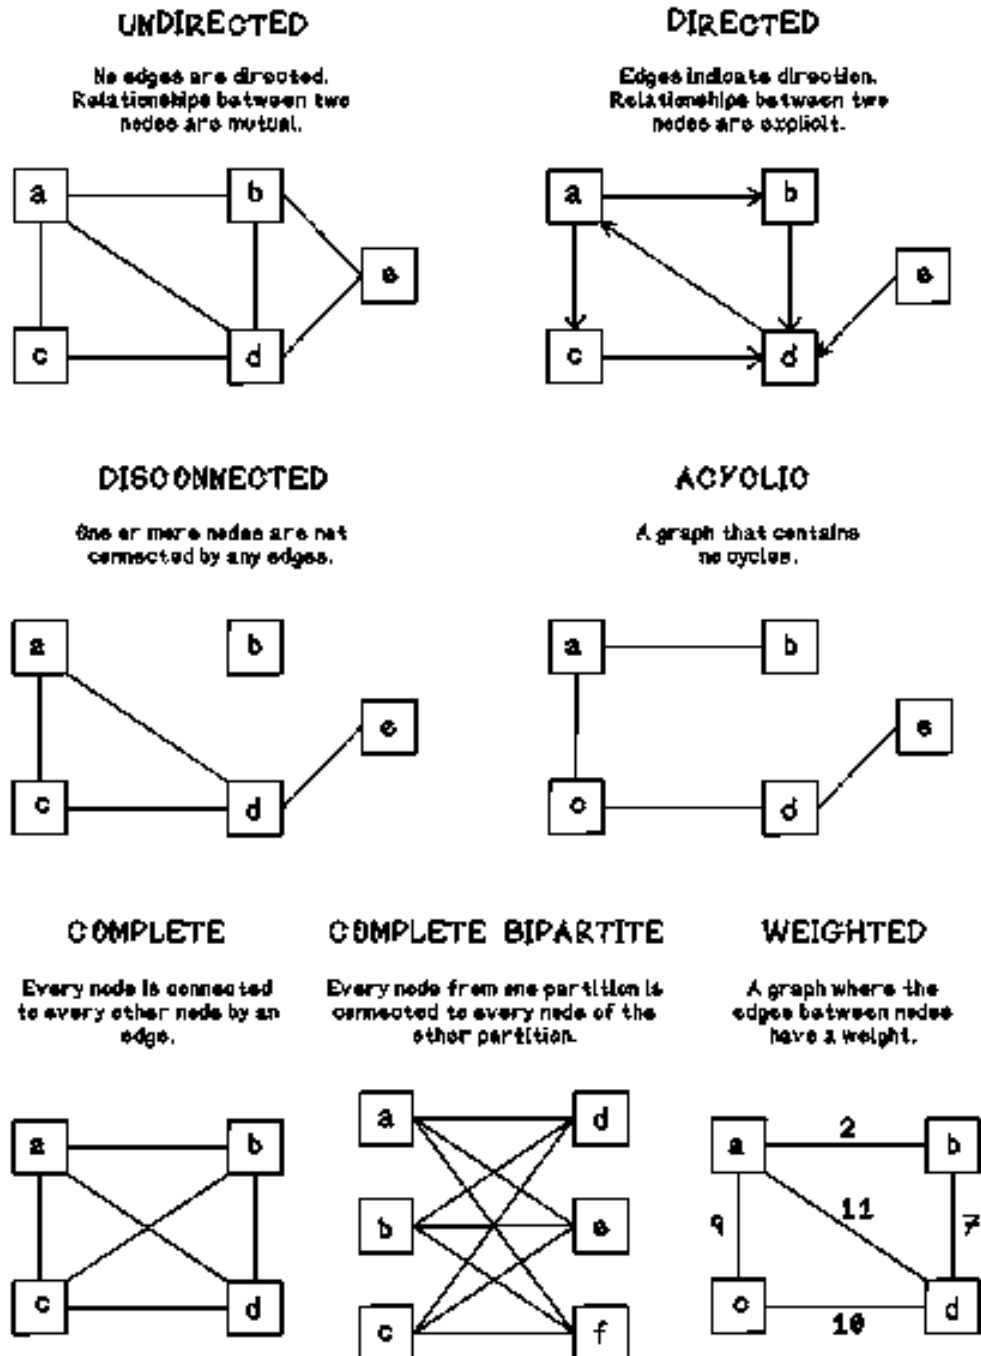 UNDIRECTED
No edges are directed.
Relationships between two
nodes are mutual.
a
b
e
c
d
DIRECTED
Edges indicate direction.
Relationships between two
nodes are explicit.
a
b
e
c
d
DISCONNECTED
One or more nodes are not
connected by any edges.
a
b
e
c
d
ACYCLIC
A graph that contains
no cycles.
a
b
e
c
d
COMPLETE
Every node is connected
to every other node by an
edge.
a
b
c
d
COMPLETE BIPARTITE
Every node from one partition is
connected to every node of the
other partition.
a
d
b
e
c
f
WEIGHTED
A graph where the
edges between nodes
have a weight.
a
2
b
9
11
7
c
10
d